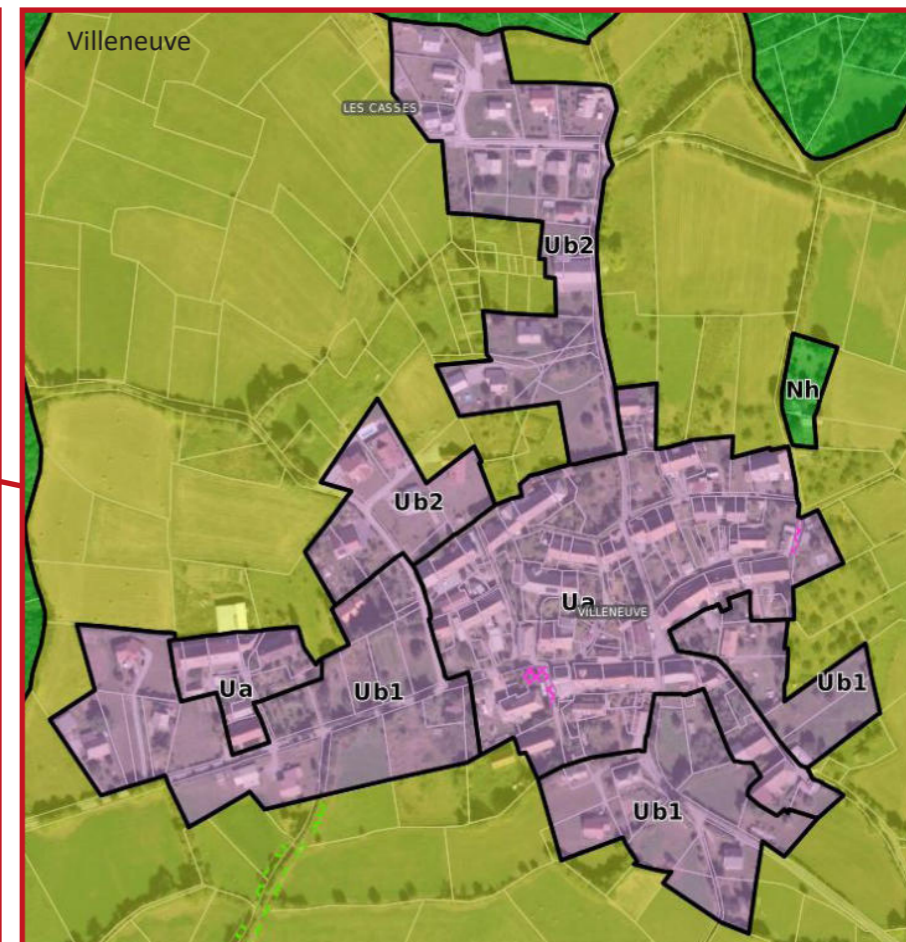 Villeneuve
LES CASSES
Ub2
Nh
Ub2
Ua
VILLENEUVE
Ua
Ub1
Ub1
Ub1